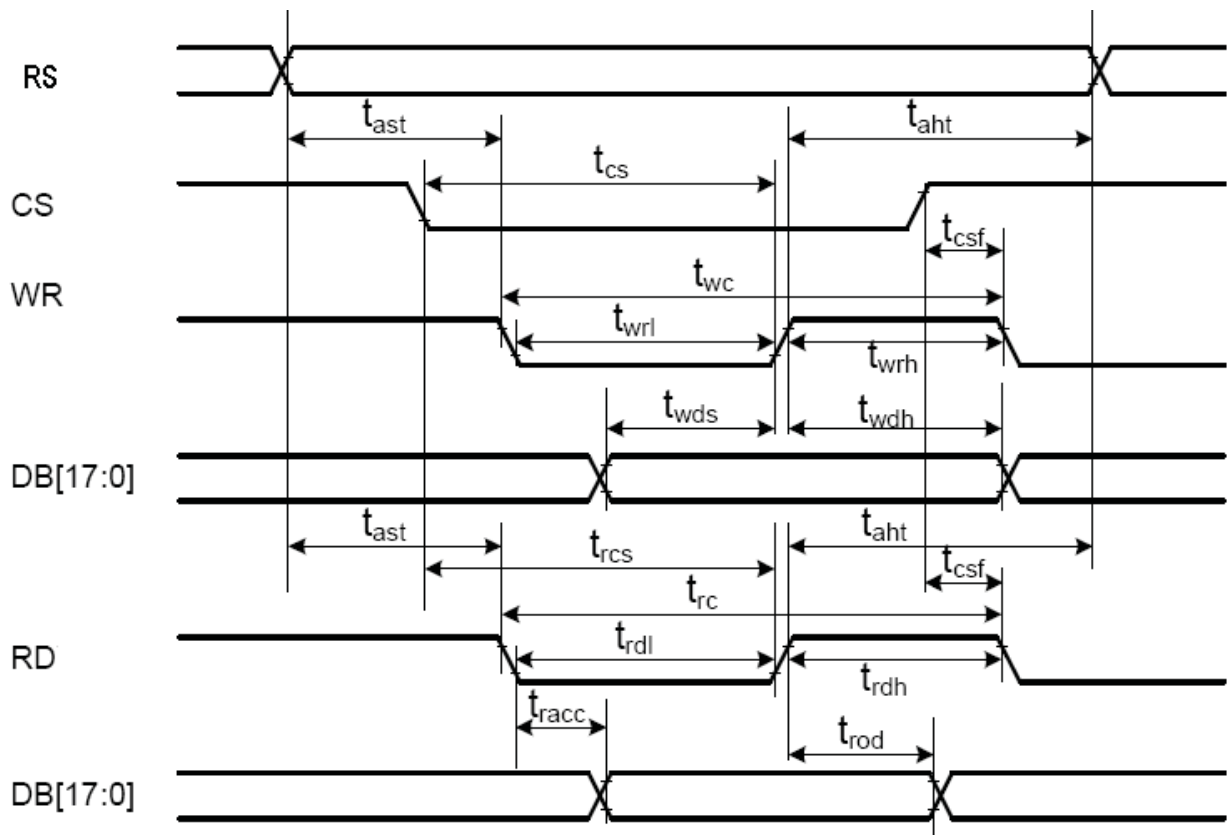 RS
tast
taht
tcs
CS
tcsf
WR
twc
twrl
twrh
twds
twdh
DB[17:0]
tast
taht
trcs
tcsf
trc
RD
trdl
trdh
tracc
trod
DB[17:0]